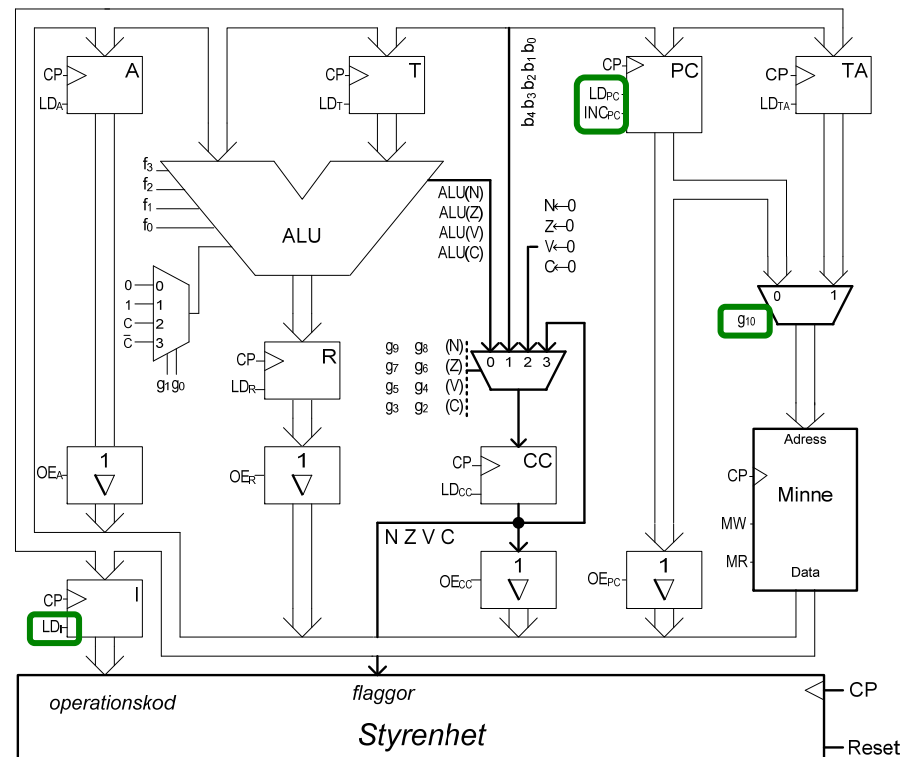 A
CP
LDA
T
CP
LDT
b4 b3 b2 b1 b0
PC
CP
LDPC
INCPC
TA
CP
LDTA
f3
f2
f1
f0
ALU
ALU(N)
ALU(Z)
ALU(V)
ALU(C)
N←0
Z←0
V←0
C←0
0 0
1 1
C 2
C̅ 3
g1 g0
0 1
g10
g9 g8 (N)
g7 g6 (Z)
g5 g4 (V)
g3 g2 (C)
0 1 2 3
R
CP
LDR
Adress
CP
Minne
MW
MR
Data
CC
CP
LDCC
1
OEA
1
OER
N Z V C
1
OECC
1
OEPC
I
CP
LDI
operationskod
flaggor
Styrenhet
CP
Reset